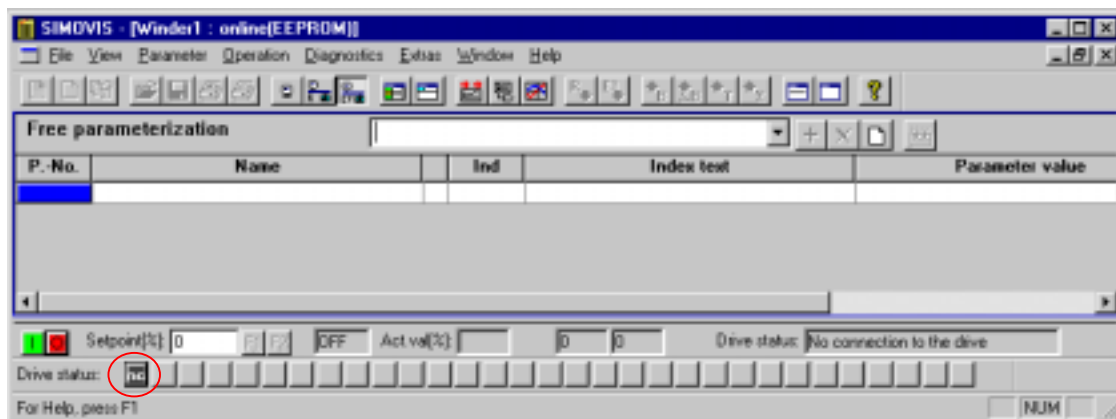 SIMOVIS - [Winder1 : online(EEPROM)]
File View Parameter Operation Diagnostics Extras Window Help
Free parameterization
P.-No. Name Ind Index text Parameter value
Setpoint[%]: 0 OFF Act val[%]: 0 0 Drive status: No connection to the drive
Drive status: nc
For Help, press F1 NUM